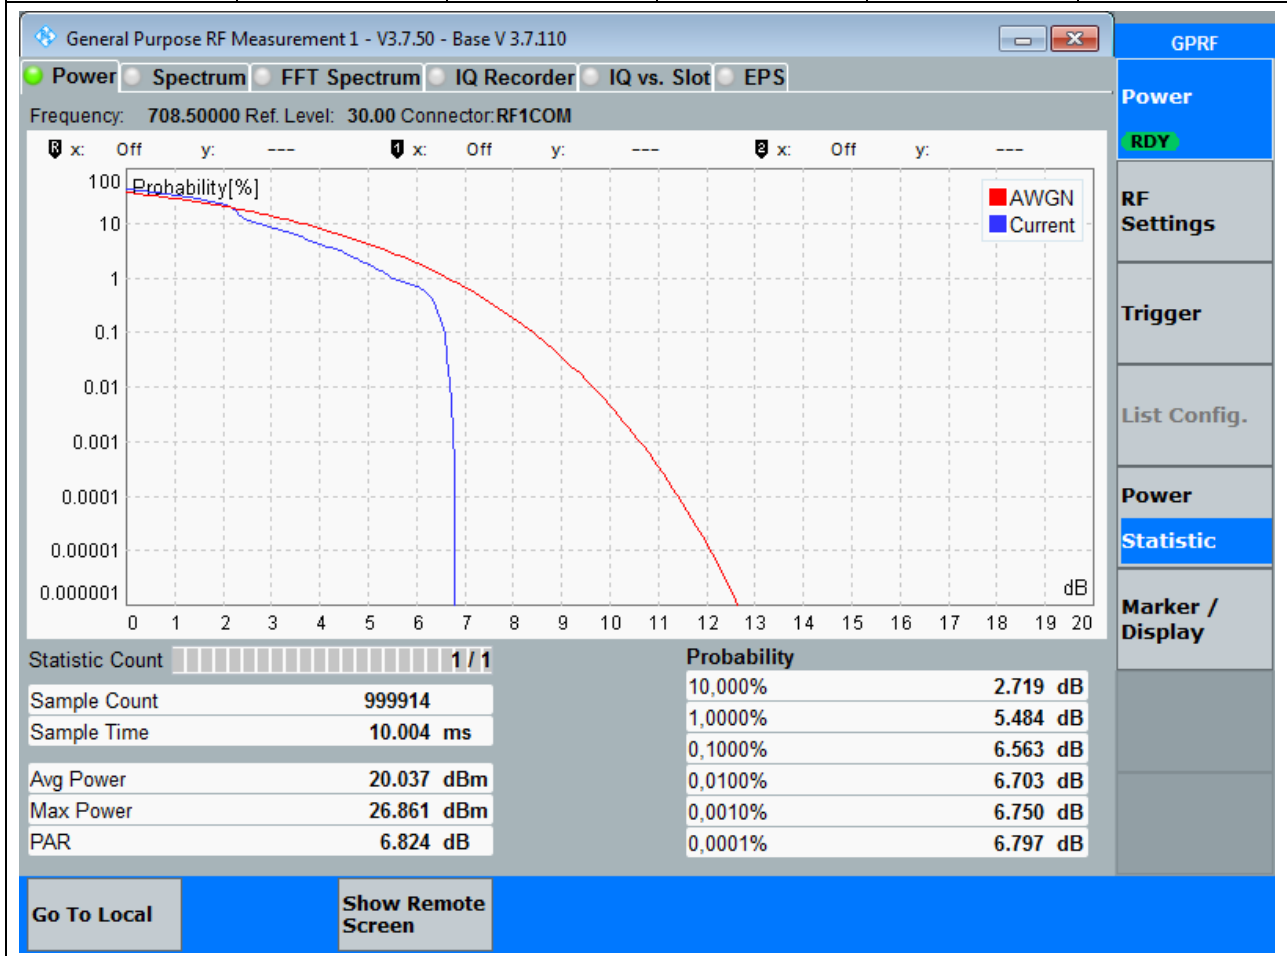 General Purpose RF Measurement 1 - V3.7.50 - Base V 3.7.110
GPRF
Power Spectrum FFT Spectrum IQ Recorder IQ vs. Slot EPS
Frequency: 708.50000 Ref. Level: 30.00 Connector: RF1COM
R x: Off y: --- 1 x: Off y: --- 2 x: Off y: ---
Probability[%]
AWGN
Current
100
10
1
0.1
0.01
0.001
0.0001
0.00001
0.000001
dB
0 1 2 3 4 5 6 7 8 9 10 11 12 13 14 15 16 17 18 19 20
Statistic Count 1 / 1
Sample Count 999914
Sample Time 10.004 ms
Avg Power 20.037 dBm
Max Power 26.861 dBm
PAR 6.824 dB
Probability
10,000% 2.719 dB
1,0000% 5.484 dB
0,1000% 6.563 dB
0,0100% 6.703 dB
0,0010% 6.750 dB
0,0001% 6.797 dB
Power
RDY
RF
Settings
Trigger
List Config.
Power
Statistic
Marker /
Display
Go To Local
Show Remote
Screen